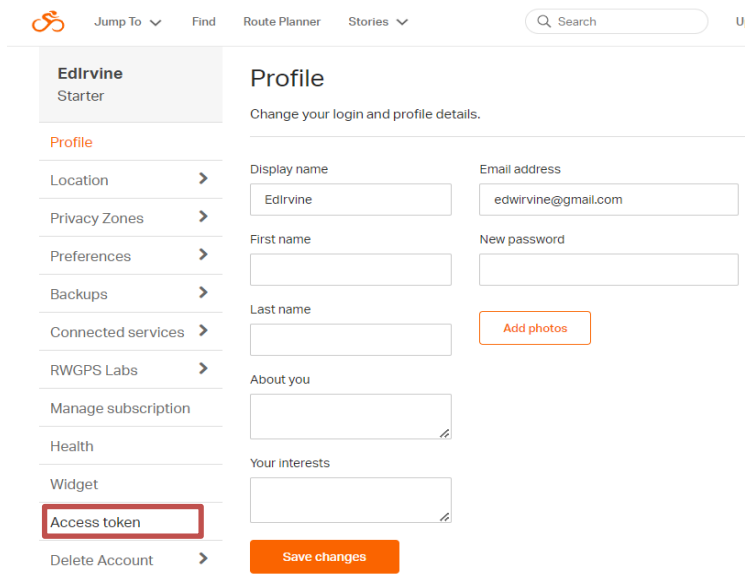 Jump To
Find
Route Planner
Stories
Search
EdIrvine
Starter
Profile
Location
Privacy Zones
Preferences
Backups
Connected services
RWGPS Labs
Manage subscription
Health
Widget
Access token
Delete Account
Profile
Change your login and profile details.
Display name
EdIrvine
Email address
edwirvine@gmail.com
First name
New password
Last name
Add photos
About you
Your interests
Save changes